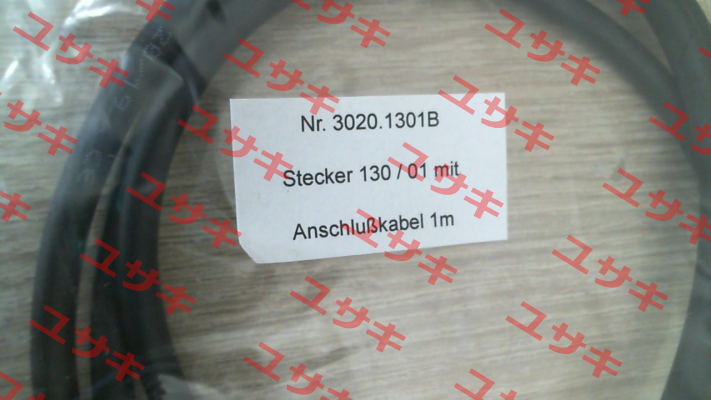 Nr. 3020.1301B
Stecker 130 / 01 mit
Anschlußkabel 1m
ユサキ